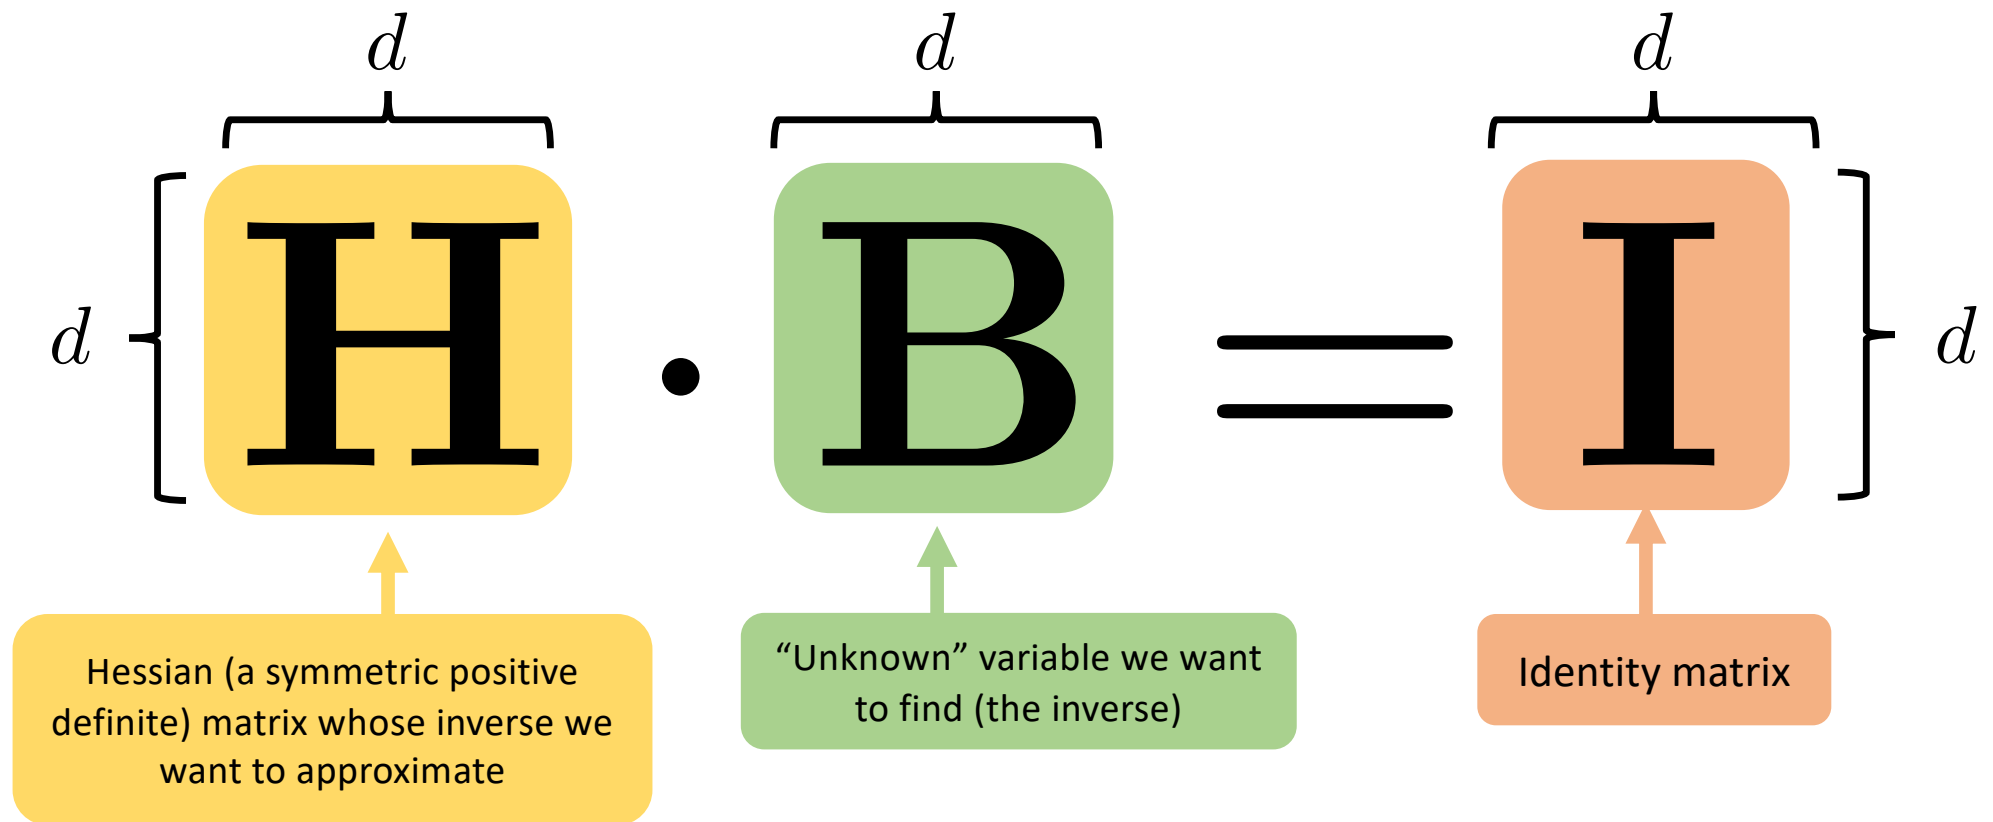 d
d
d
d
H · B = I
d
Hessian (a symmetric positive
definite) matrix whose inverse we
want to approximate
“Unknown” variable we want
to find (the inverse)
Identity matrix